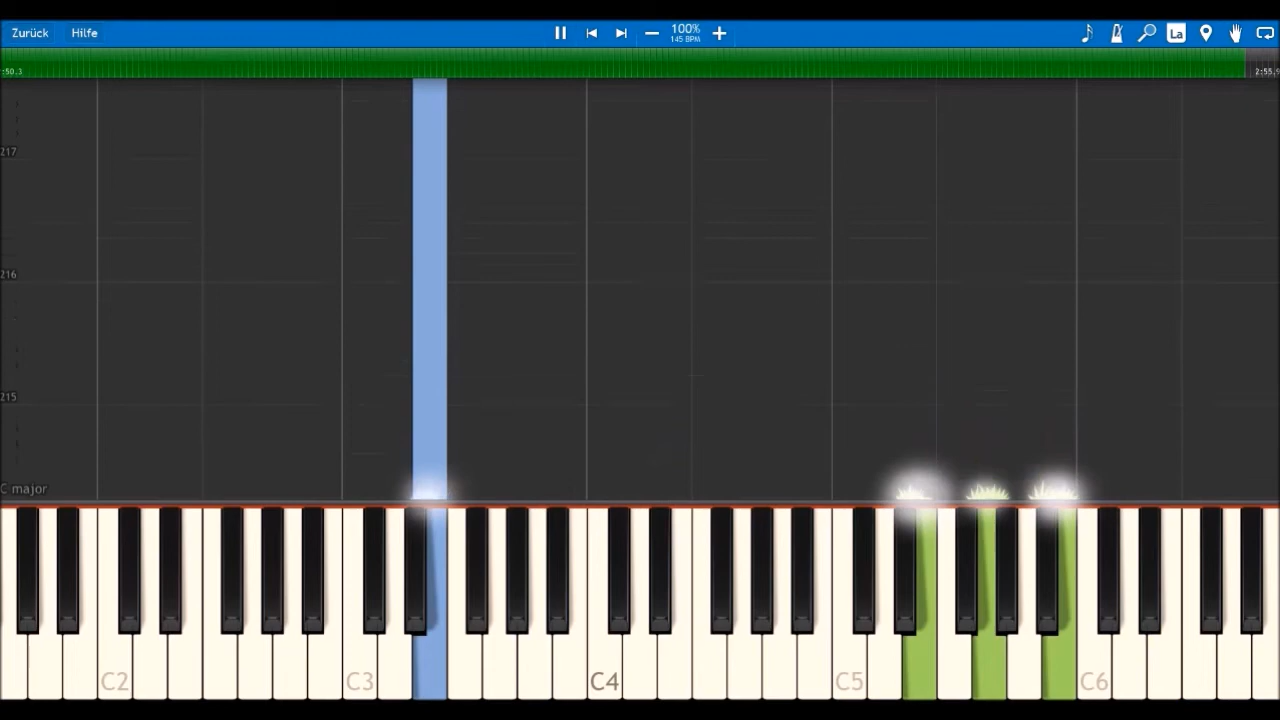 Zurück Hilfe 100% La
145 BPM
:50.3 2:55.9
217
216
215
C major
C2 C3 C4 C5 C6